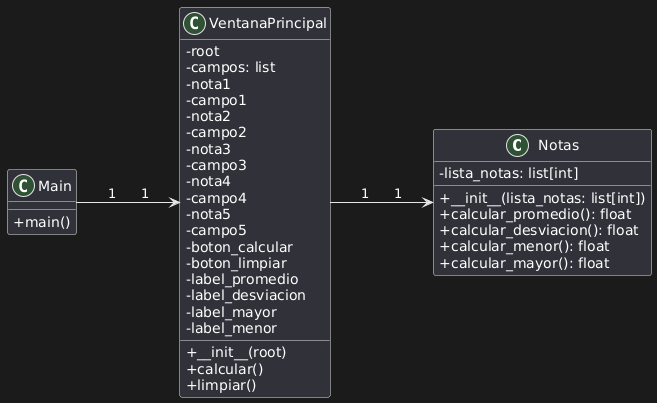 C Main
+main()
1 1
C VentanaPrincipal
-root
-campos: list
-nota1
-campo1
-nota2
-campo2
-nota3
-campo3
-nota4
-campo4
-nota5
-campo5
-boton_calcular
-boton_limpiar
-label_promedio
-label_desviacion
-label_mayor
-label_menor
+__init__(root)
+calcular()
+limpiar()
1 1
C Notas
-lista_notas: list[int]
+__init__(lista_notas: list[int])
+calcular_promedio(): float
+calcular_desviacion(): float
+calcular_menor(): float
+calcular_mayor(): float